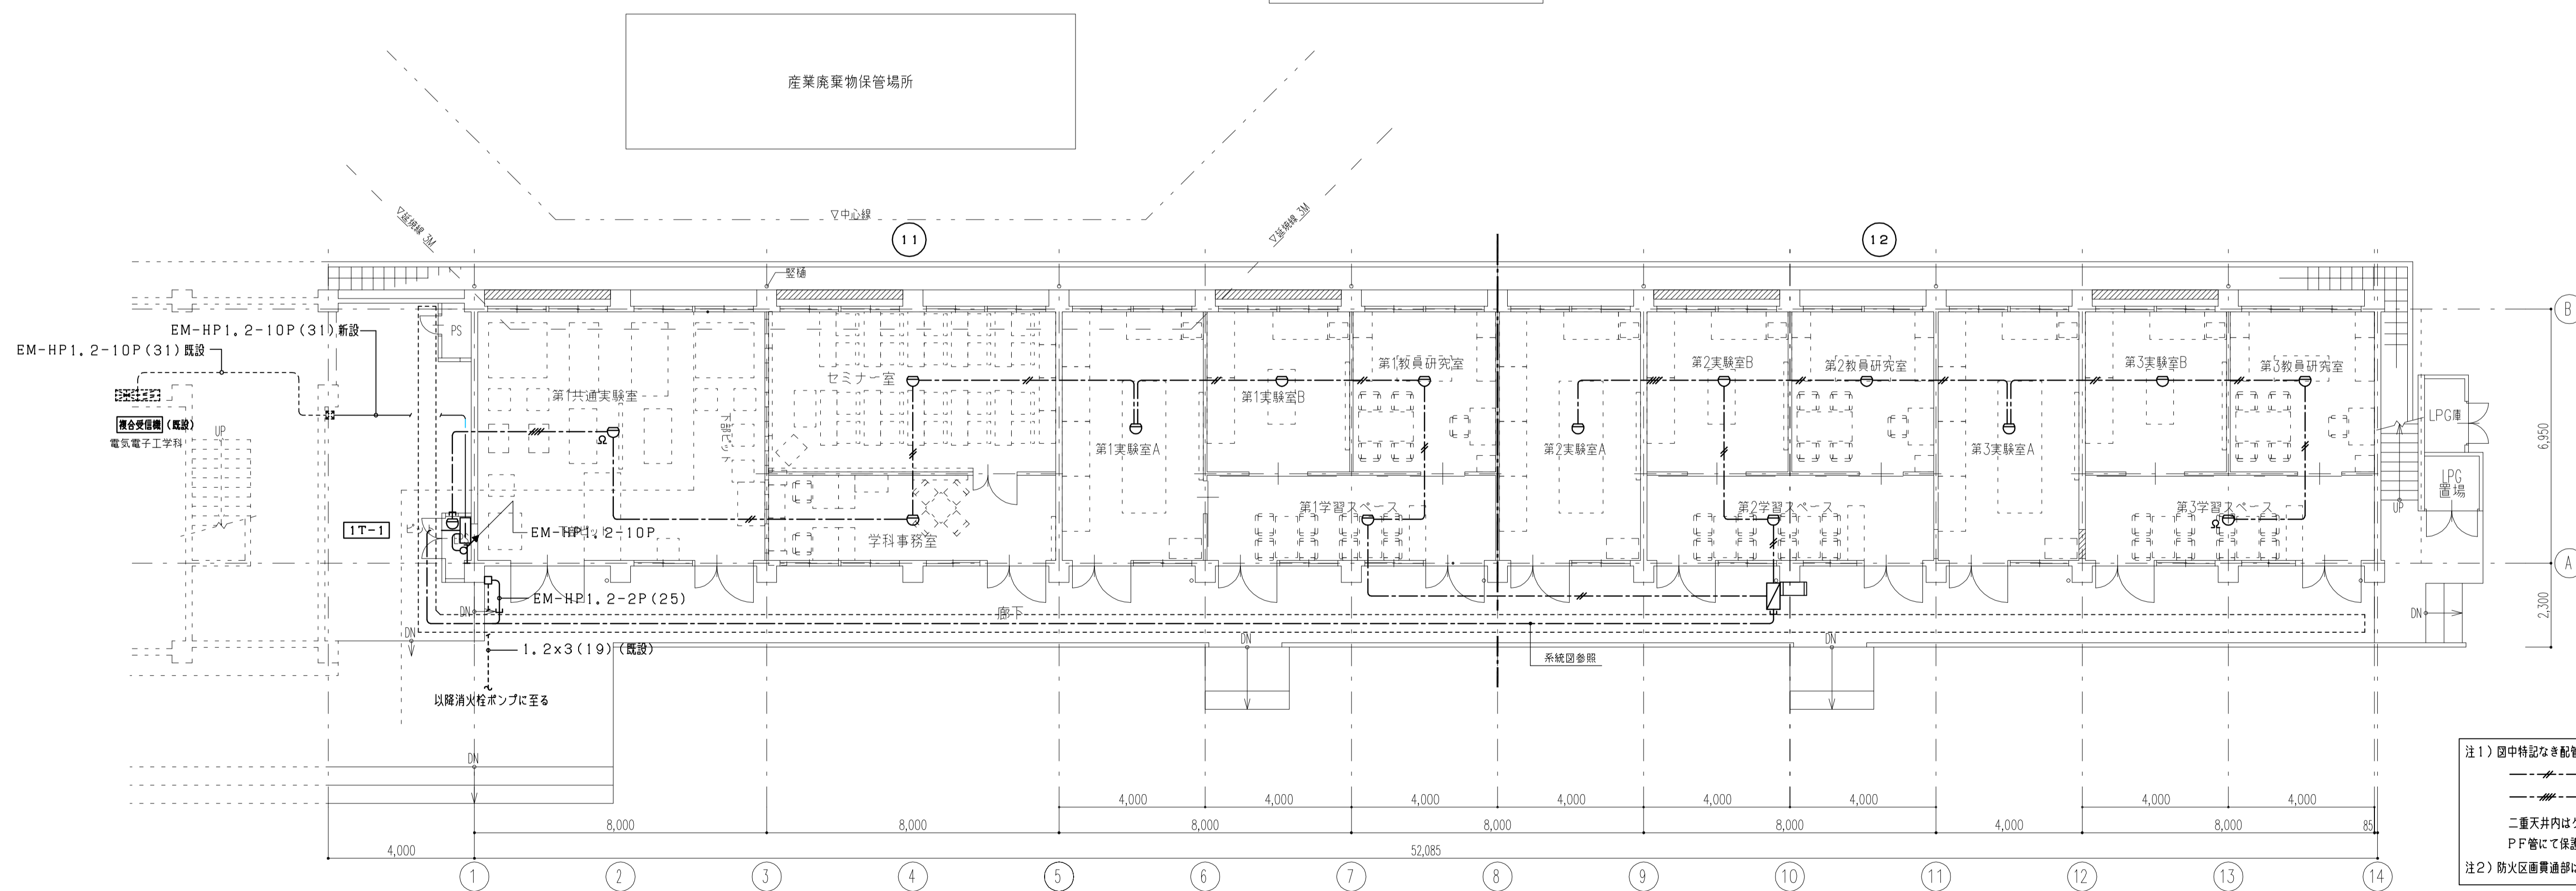 産業廃棄物保管場所
▽延焼線 3M
▽中心線
▽延焼線 3M
11
12
竪樋
B
EM-HP1.2-10P(31)新設
PS
EM-HP1.2-10P(31)既設
複合受信機(既設)
電気電子工学科
UP
第1共通実験室
下部ピット
セミナー室
第1実験室A
第1実験室B
第1教員研究室
第2実験室A
第2実験室B
第2教員研究室
第3実験室A
第3実験室B
第3教員研究室
LPG庫
LPG
置場
UP
6,950
1T-1
EM-HP1.2-10P
学科事務室
第1学習スペース
第2学習スペース
第3学習スペース
A
EM-HP1.2-2P(25)
DN
廊下
DN
2,300
DN
DN
DN
1.2x3(19)(既設)
系統図参照
以降消火栓ポンプに至る
DN
注1)図中特記なき配管
二重天井内は
PF管にて保護
注2)防火区画貫通部
4,000
4,000
4,000
4,000
4,000
4,000
4,000
4,000
8,000
8,000
8,000
8,000
8,000
4,000
8,000
85
4,000
52,085
1
2
3
4
5
6
7
8
9
10
11
12
13
14